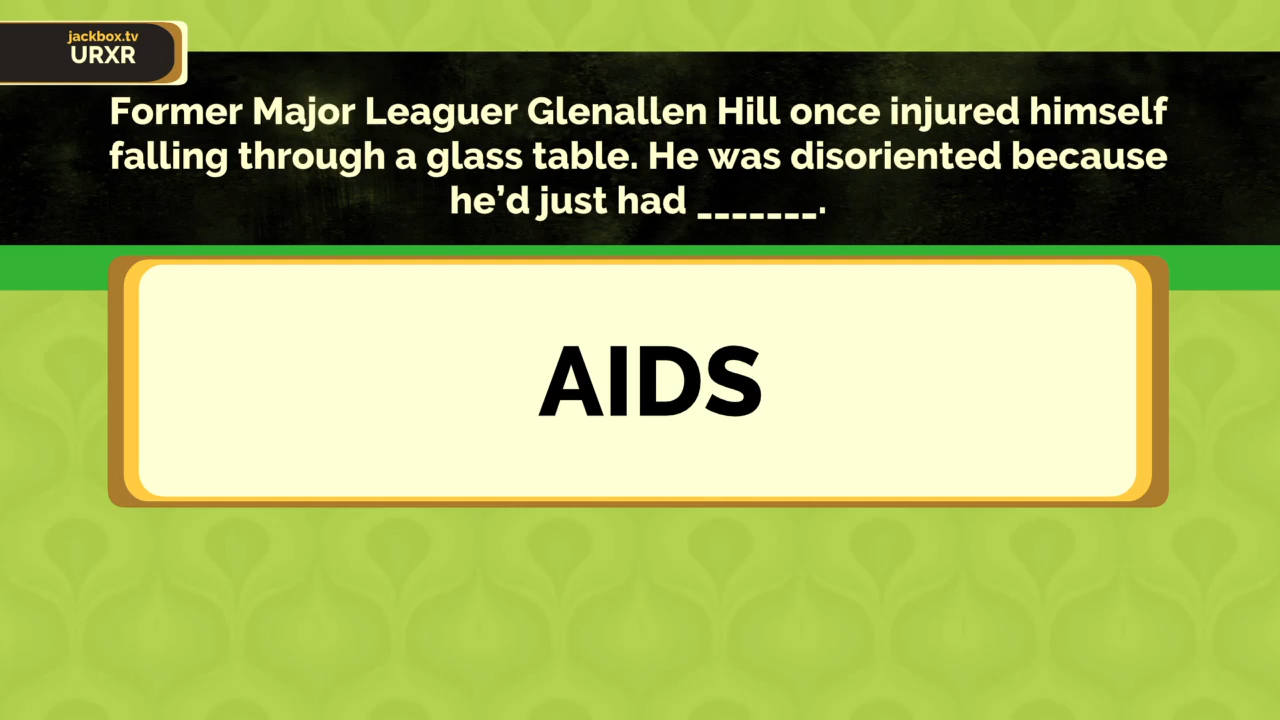 jackbox.tv
URXR
Former Major Leaguer Glenallen Hill once injured himself
falling through a glass table. He was disoriented because
he’d just had _______.
AIDS